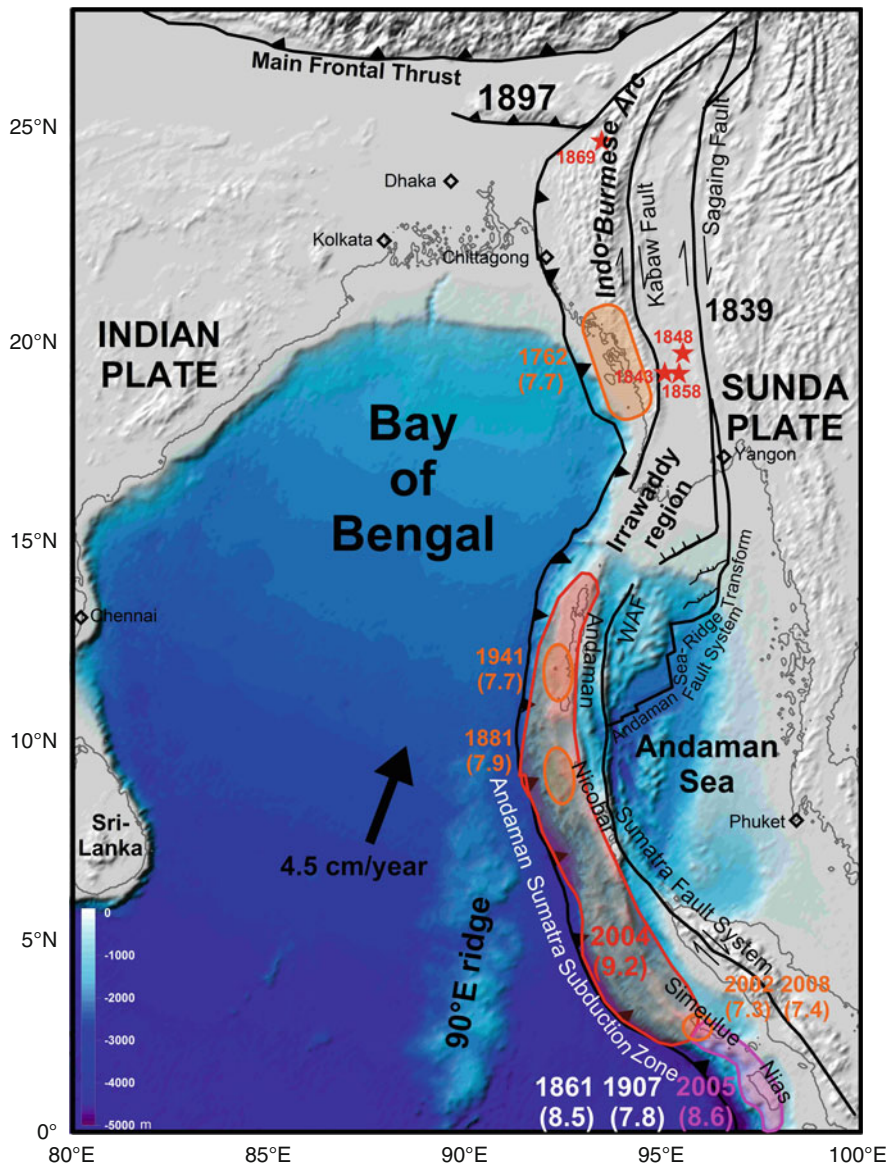 Main Frontal Thrust
1897
25°N
1869
Indo-Burmese Arc
Sagaing Fault
Dhaka
Kabaw Fault
Kolkata
Chittagong
1839
20°N
INDIAN
PLATE
1762
(7.7)
1848
1843
1858
SUNDA
PLATE
Bay
of
Bengal
Yangon
Irrawaddy
region
15°N
Chennai
WAF
Andaman
Andaman Sea-Ridge Transform
Fault System
1941
(7.7)
10°N
1881
(7.9)
Nicobar
Andaman
Sea
Sri-
Lanka
4.5 cm/year
Phuket
Andaman Sumatra Subduction Zone
Sumatra Fault System
0
-1000
-2000
-3000
-4000
-5000 m
5°N
90°E ridge
2004
(9.2)
2002 2008
(7.3) (7.4)
Simeulue
Nias
1861 1907 2005
(8.5) (7.8) (8.6)
0°
80°E 85°E 90°E 95°E 100°E